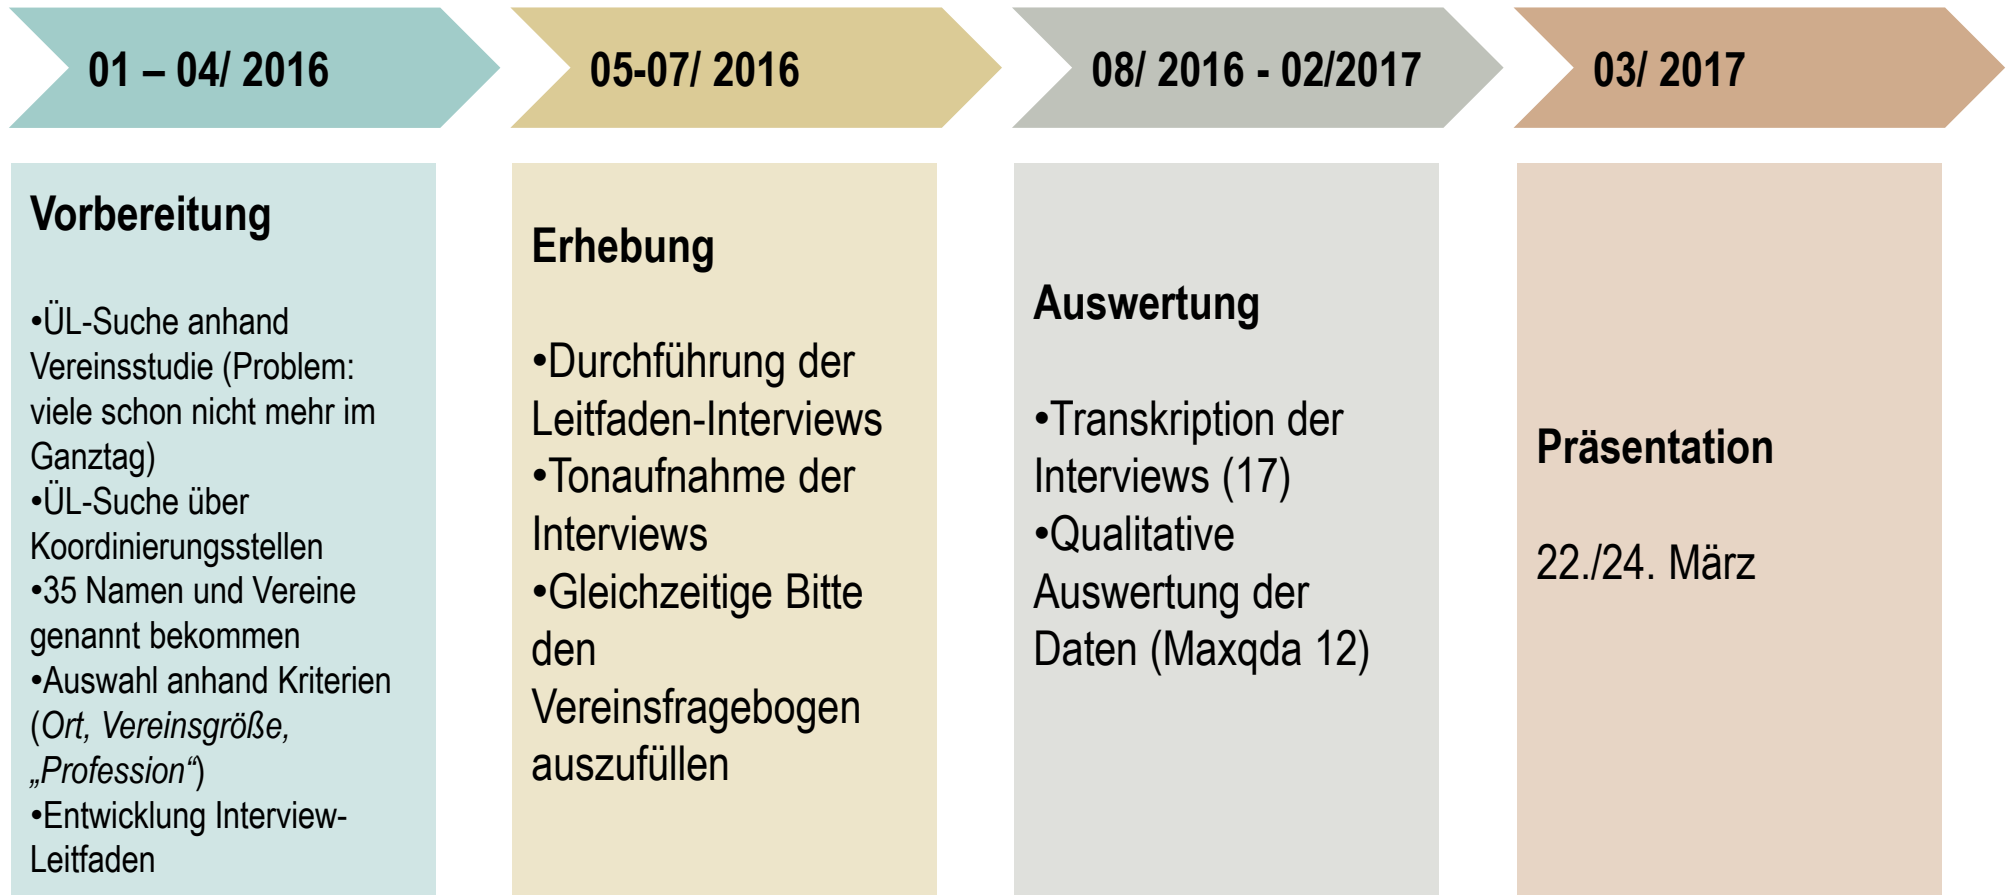 01 – 04/ 2016
05-07/ 2016
08/ 2016 - 02/2017
03/ 2017
Vorbereitung
•ÜL-Suche anhand
Vereinsstudie (Problem:
viele schon nicht mehr im
Ganztag)
•ÜL-Suche über
Koordinierungsstellen
•35 Namen und Vereine
genannt bekommen
•Auswahl anhand Kriterien
(Ort, Vereinsgröße,
„Profession“)
•Entwicklung Interview-
Leitfaden
Erhebung
•Durchführung der
Leitfaden-Interviews
•Tonaufnahme der
Interviews
•Gleichzeitige Bitte
den
Vereinsfragebogen
auszufüllen
Auswertung
•Transkription der
Interviews (17)
•Qualitative
Auswertung der
Daten (Maxqda 12)
Präsentation
22./24. März